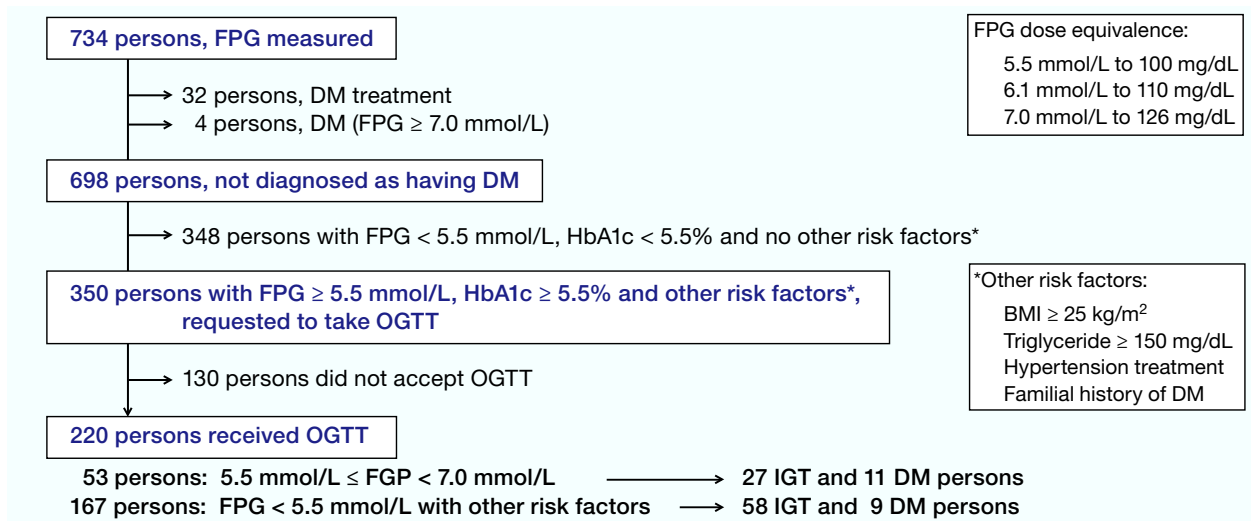 734 persons, FPG measured
32 persons, DM treatment
4 persons, DM (FPG ≥ 7.0 mmol/L)
698 persons, not diagnosed as having DM
348 persons with FPG < 5.5 mmol/L, HbA1c < 5.5% and no other risk factors*
350 persons with FPG ≥ 5.5 mmol/L, HbA1c ≥ 5.5% and other risk factors*,
requested to take OGTT
130 persons did not accept OGTT
220 persons received OGTT
53 persons: 5.5 mmol/L ≤ FGP < 7.0 mmol/L 27 IGT and 11 DM persons
167 persons: FPG < 5.5 mmol/L with other risk factors 58 IGT and 9 DM persons
FPG dose equivalence:
5.5 mmol/L to 100 mg/dL
6.1 mmol/L to 110 mg/dL
7.0 mmol/L to 126 mg/dL
*Other risk factors:
BMI ≥ 25 kg/m²
Triglyceride ≥ 150 mg/dL
Hypertension treatment
Familial history of DM